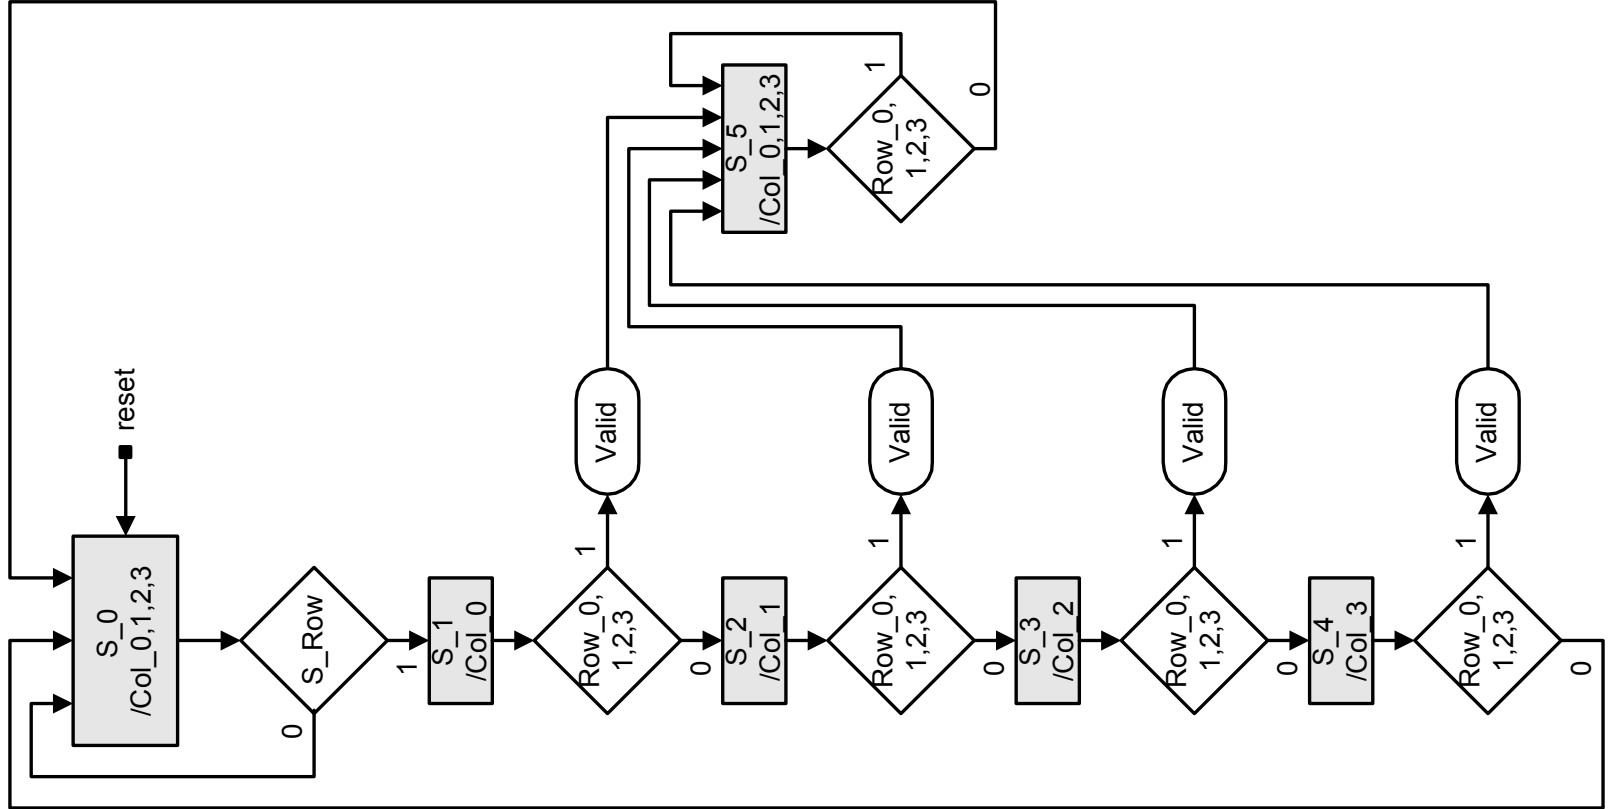 reset
S_0
/Col_0,1,2,3
S_Row
0
1
S_1
/Col_0
Row_0,
1,2,3
1
Valid
0
S_2
/Col_1
Row_0,
1,2,3
1
Valid
0
S_3
/Col_2
Row_0,
1,2,3
1
Valid
0
S_4
/Col_3
Row_0,
1,2,3
1
Valid
0
S_5
/Col_0,1,2,3
Row_0,
1,2,3
1
0